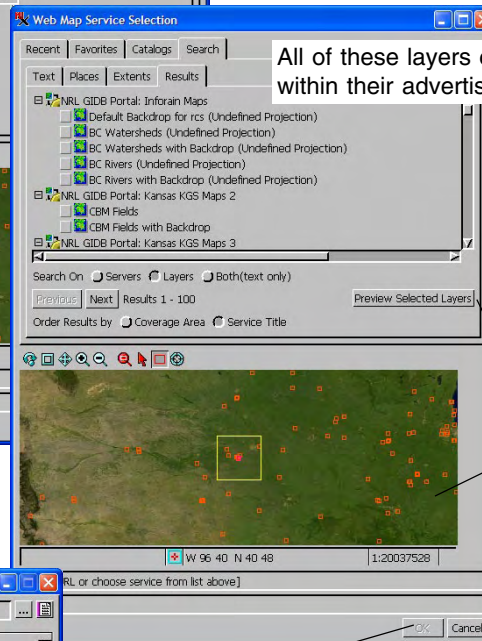 Web Map Service Selection
Recent Favorites Catalogs Search
All of these layers
within their
Text Places Extents Results
NRL GIDB Portal: Inforain Maps
Default Backdrop for rcs (Undefined Projection)
BC Watersheds (Undefined Projection)
BC Watersheds with Backdrop (Undefined Projection)
BC Rivers (Undefined Projection)
BC Rivers with Backdrop (Undefined Projection)
NRL GIDB Portal: Kansas KGS Maps 2
CBM Fields
CBM Fields with Backdrop
NRL GIDB Portal: Kansas KGS Maps 3
Search On Servers Layers Both(text only)
Previous Next Results 1 - 100 Preview Selected Layers
Order Results by Coverage Area Service Title
W 96 40 N 40 48 1:20037528
RL or choose service from list above]
...
OK Cancel